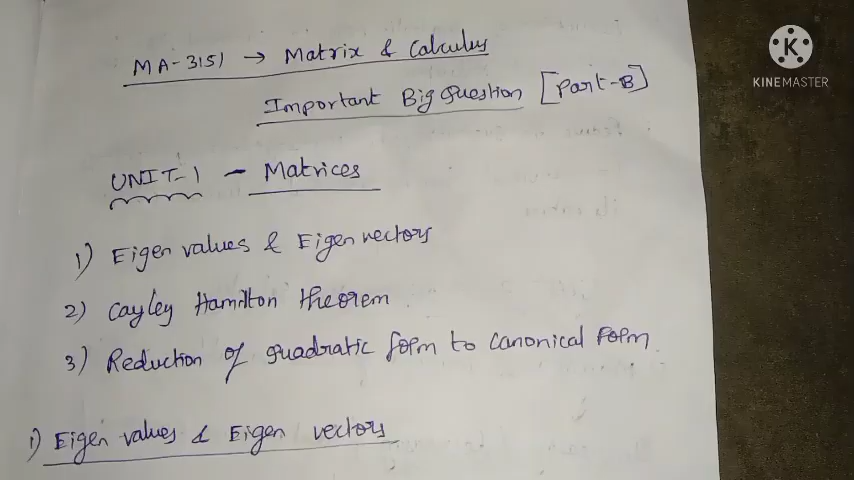 MA-3151 → Matrix & Calculus
Important Big Question [Part-B]
UNIT-1 - Matrices
1) Eigen values & Eigen vectors
2) Cayley Hamilton theorem
3) Reduction of quadratic form to canonical form
1) Eigen values & Eigen vectors
K
KINEMASTER